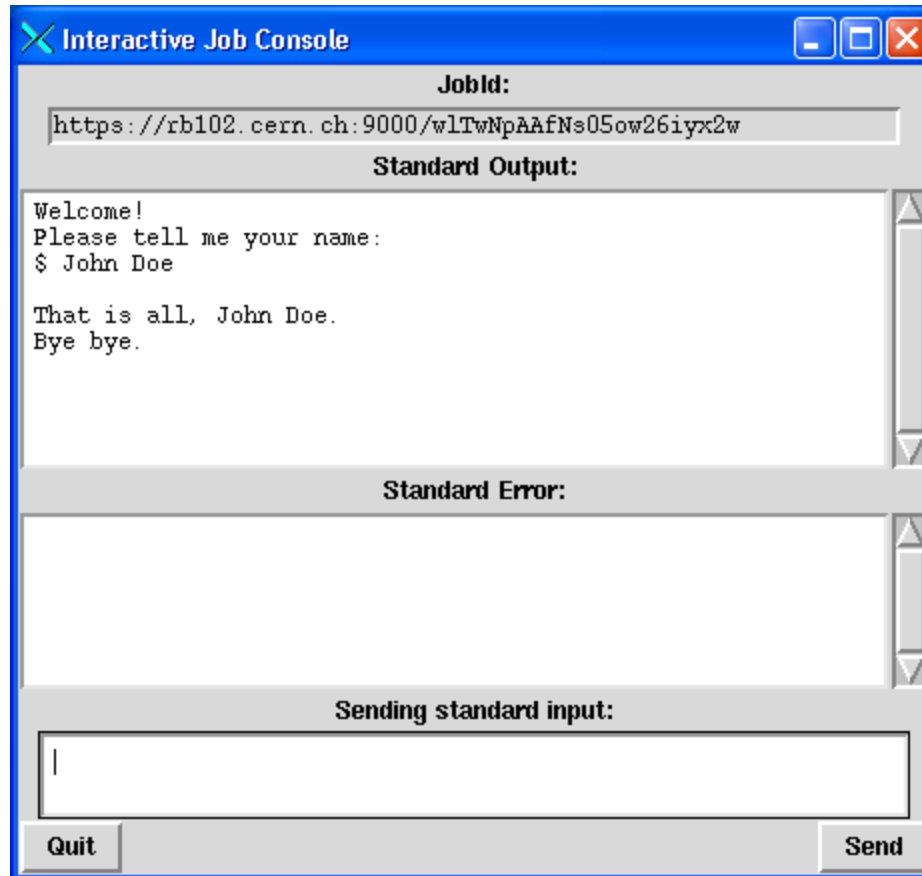 Interactive Job Console
JobId:
https://rb102.cern.ch:9000/wlTwNpAAfNs05ow26iyx2w
Standard Output:
Welcome!
Please tell me your name:
$ John Doe
That is all, John Doe.
Bye bye.
Standard Error:
Sending standard input:
Quit
Send